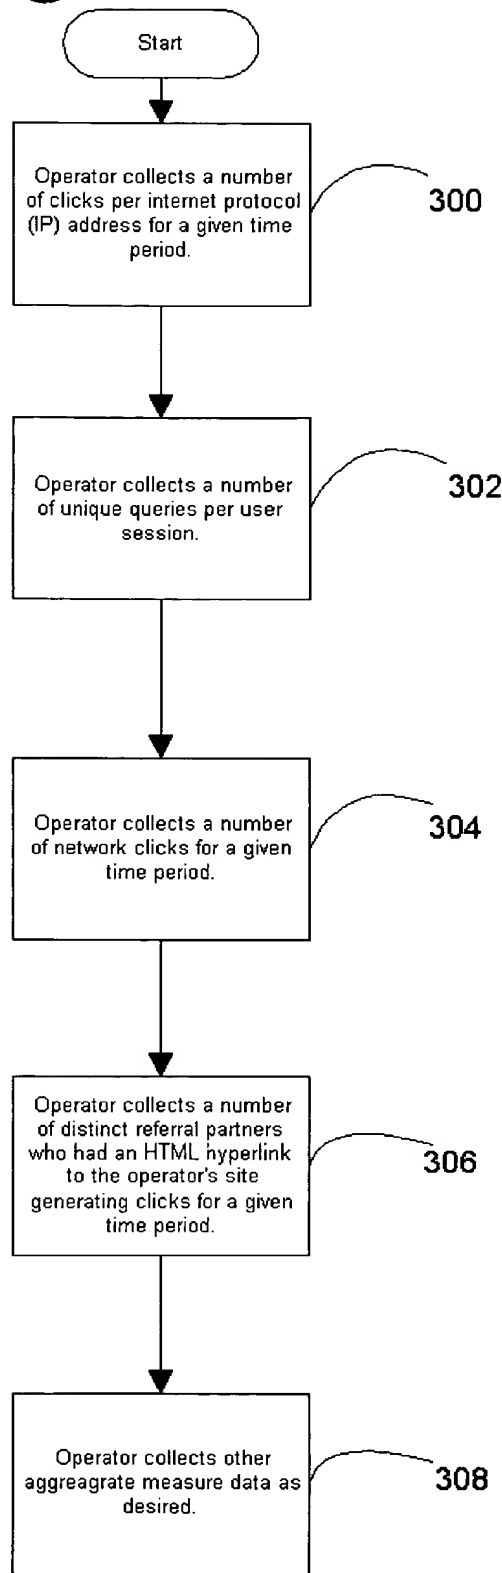 Start
Operator collects a number
of clicks per internet protocol
(IP) address for a given time
period.
300
Operator collects a number
of unique queries per user
session.
302
Operator collects a number
of network clicks for a given
time period.
304
Operator collects a number
of distinct referral partners
who had an HTML hyperlink
to the operator's site
generating clicks for a given
time period.
306
Operator collects other
aggreagrate measure data as
desired.
308